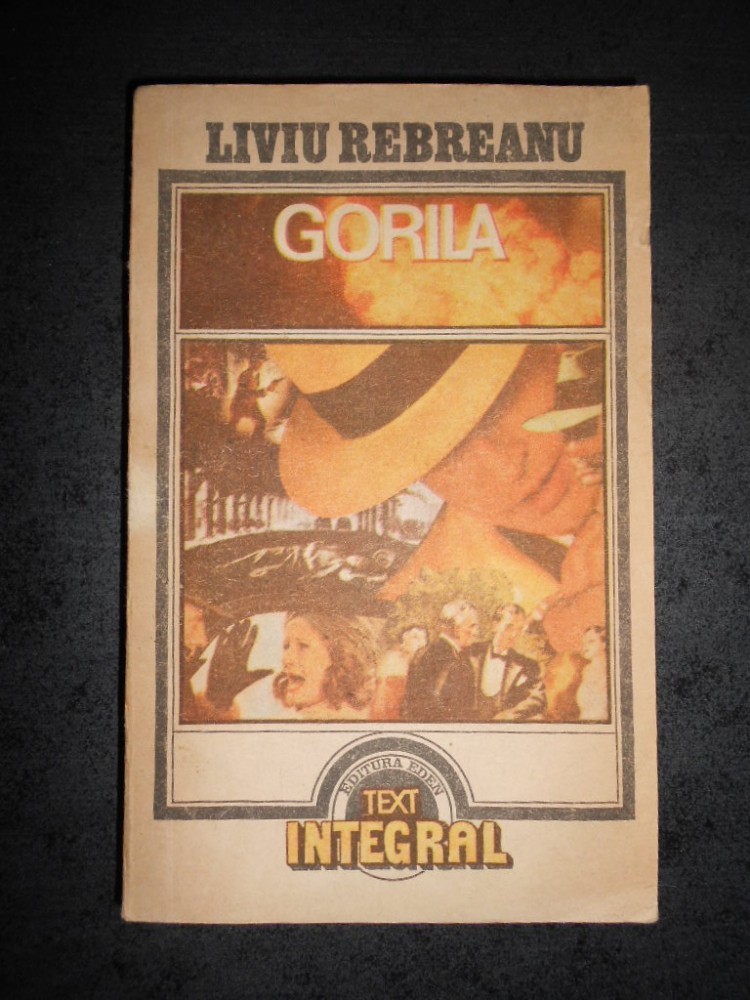 LIVIU REBREANU
GORILA
EDITURA EDEN
TEXT
INTEGRAL